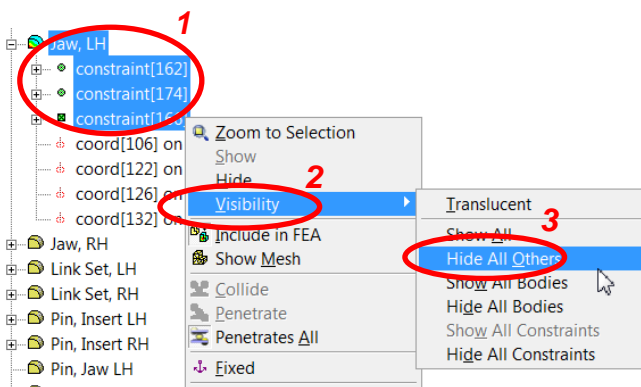 1
Jaw, LH
constraint[162]
constraint[174]
constraint[16
coord[106] on
coord[122] on
coord[126] on
coord[132] on
Jaw, RH
Link Set, LH
Link Set, RH
Pin, Insert LH
Pin, Insert RH
Pin, Jaw LH
Zoom to Selection
Show
Hide
2
Visibility
Include in FEA
Show Mesh
Collide
Penetrate
Penetrates All
Fixed
Translucent
3
Show All
Hide All Others
Show All Bodies
Hide All Bodies
Show All Constraints
Hide All Constraints